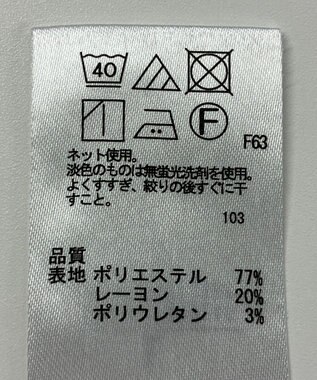 40
F
F63
ネット使用。
淡色のものは無蛍光洗剤を使用。
よくすすぎ、絞りの後すぐに干
すこと。
103
品質
表地 ポリエステル 77%
レーヨン 20%
ポリウレタン 3%